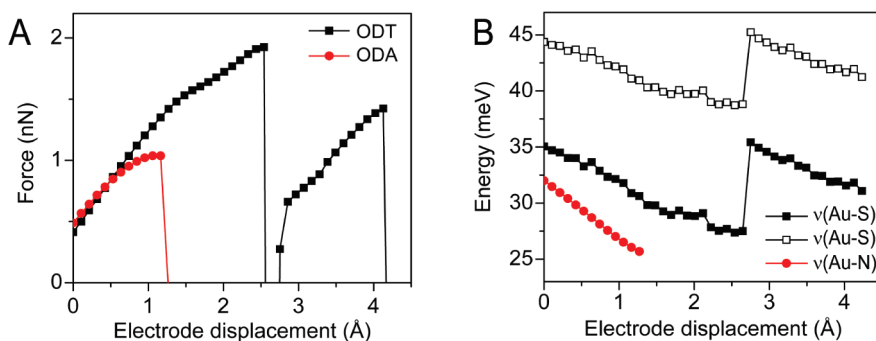 A
ODT
ODA
2
1
0
Force (nN)
0
1
2
3
4
Electrode displacement (Å)
B
45
40
35
30
25
Energy (meV)
ν(Au-S)
ν(Au-S)
ν(Au-N)
0
1
2
3
4
Electrode displacement (Å)